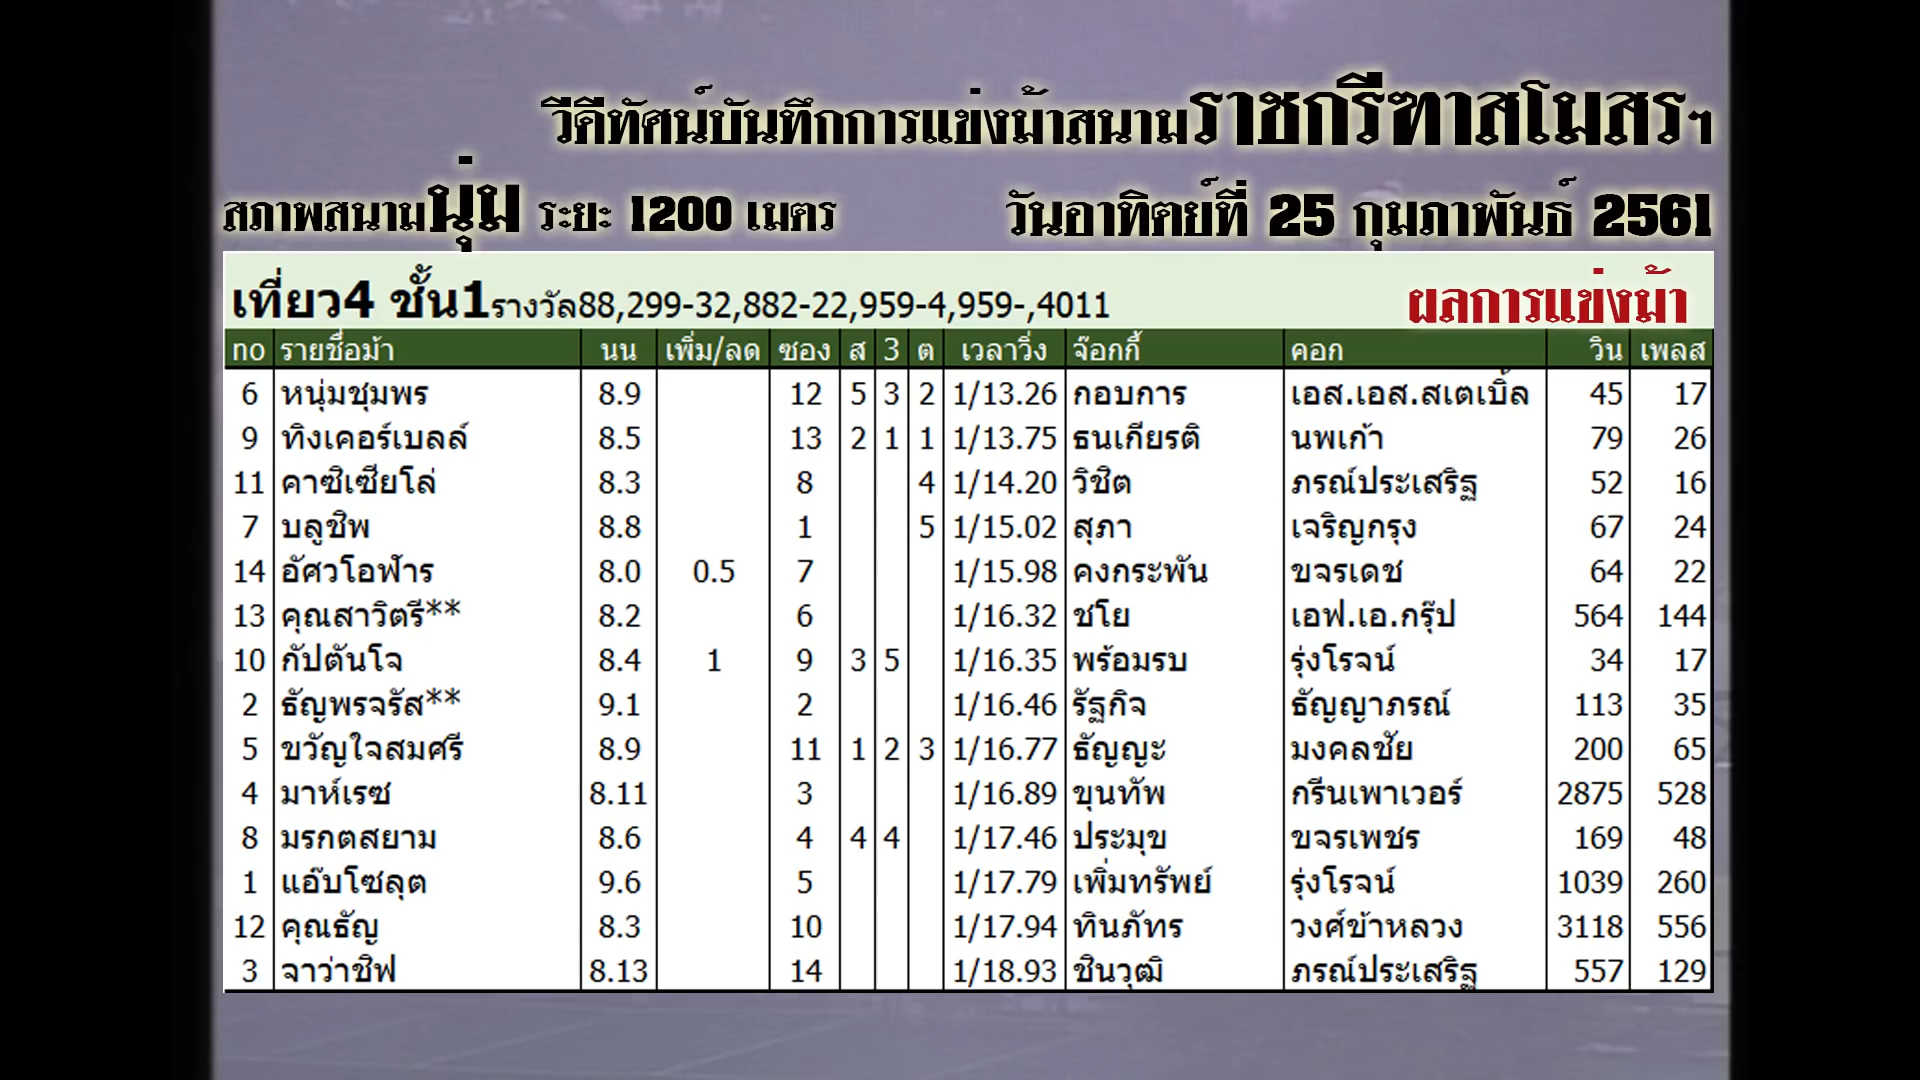 วีดีทัศน์บันทึกการแข่งม้าสนามราชกรีฑาสโมสรฯ
สภาพสนามนุ่ม ระยะ 1200 เมตร วันอาทิตย์ที่ 25 กุมภาพันธ์ 2561
เที่ยว4 ชั้น1รางวัล88,299-32,882-22,959-4,959-,4011 ผลการแข่งม้า
no รายชื่อม้า นน เพิ่ม/ลด ซอง ส 3 ต เวลาวิ่ง จ๊อกกี้ คอก วิน เพลส
6 หนุ่มชุมพร 8.9 12 5 3 2 1/13.26 กอบการ เอส.เอส.สเตเบิ้ล 45 17
9 ทิงเคอร์เบลล์ 8.5 13 2 1 1 1/13.75 ธนเกียรติ นพเก้า 79 26
11 คาซิเซียโล่ 8.3 8 4 1/14.20 วิชิต ภรณ์ประเสริฐ 52 16
7 บลูชิพ 8.8 1 5 1/15.02 สุภา เจริญกรุง 67 24
14 อัศวโอฬาร 8.0 0.5 7 1/15.98 คงกระพัน ขจรเดช 64 22
13 คุณสาวิตรี** 8.2 6 1/16.32 ชโย เอฟ.เอ.กรุ๊ป 564 144
10 กัปตันโจ 8.4 1 9 3 5 1/16.35 พร้อมรบ รุ่งโรจน์ 34 17
2 ธัญพรจรัส** 9.1 2 1/16.46 รัฐกิจ ธัญญาภรณ์ 113 35
5 ขวัญใจสมศรี 8.9 11 1 2 3 1/16.77 ธัญญะ มงคลชัย 200 65
4 มาห์เรซ 8.11 3 1/16.89 ขุนทัพ กรีนเพาเวอร์ 2875 528
8 มรกตสยาม 8.6 4 4 4 1/17.46 ประมุข ขจรเพชร 169 48
1 แอ๊บโซลุต 9.6 5 1/17.79 เพิ่มทรัพย์ รุ่งโรจน์ 1039 260
12 คุณธัญ 8.3 10 1/17.94 ทินภัทร วงศ์ข้าหลวง 3118 556
3 จาว่าชิฟ 8.13 14 1/18.93 ชินวุฒิ ภรณ์ประเสริฐ 557 129